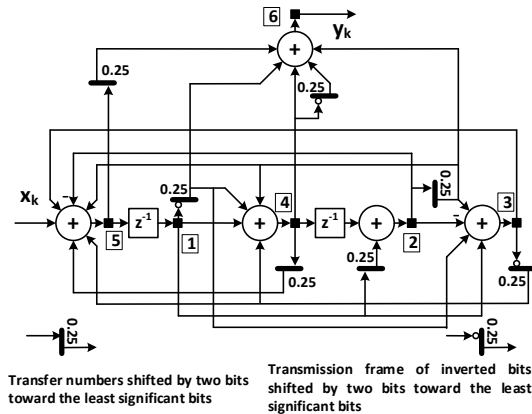 6
y_k
0.25
0.25
0.25
0.25
3
x_k
-
4
-
z⁻¹
z⁻¹
5
1
2
0.25
0.25
0.25
0.25
0.25
Transfer numbers shifted by two bits
toward the least significant bits
Transmission frame of inverted bits
shifted by two bits toward the least
significant bits